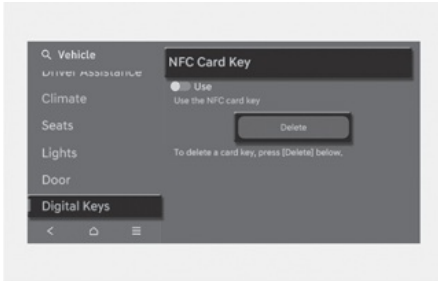 Vehicle
Driver Assistance
Climate
Seats
Lights
Door
Digital Keys
NFC Card Key
Use
Use the NFC card key
Delete
To delete a card key, press [Delete] below.